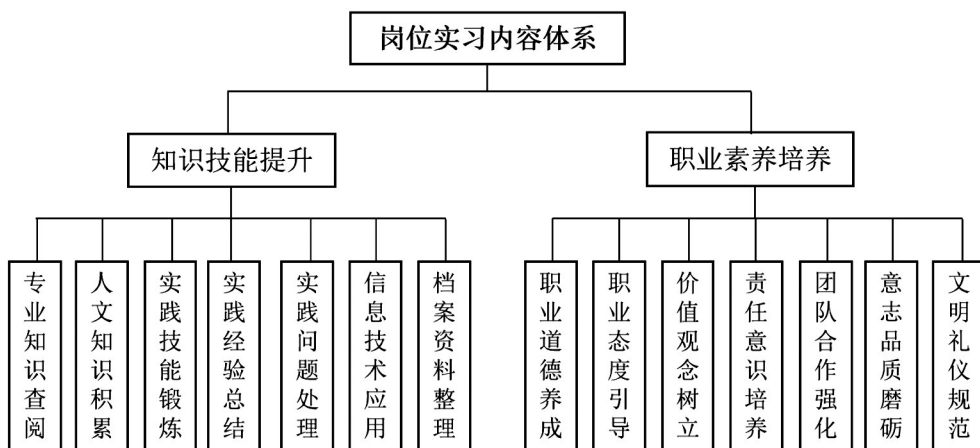 岗位实习内容体系
知识技能提升
职业素养培养
专业知识查阅
人文知识积累
实践技能锻炼
实践经验总结
实践问题处理
信息技术应用
档案资料整理
职业道德养成
职业态度引导
价值观念树立
责任意识培养
团队合作强化
意志品质磨砺
文明礼仪规范